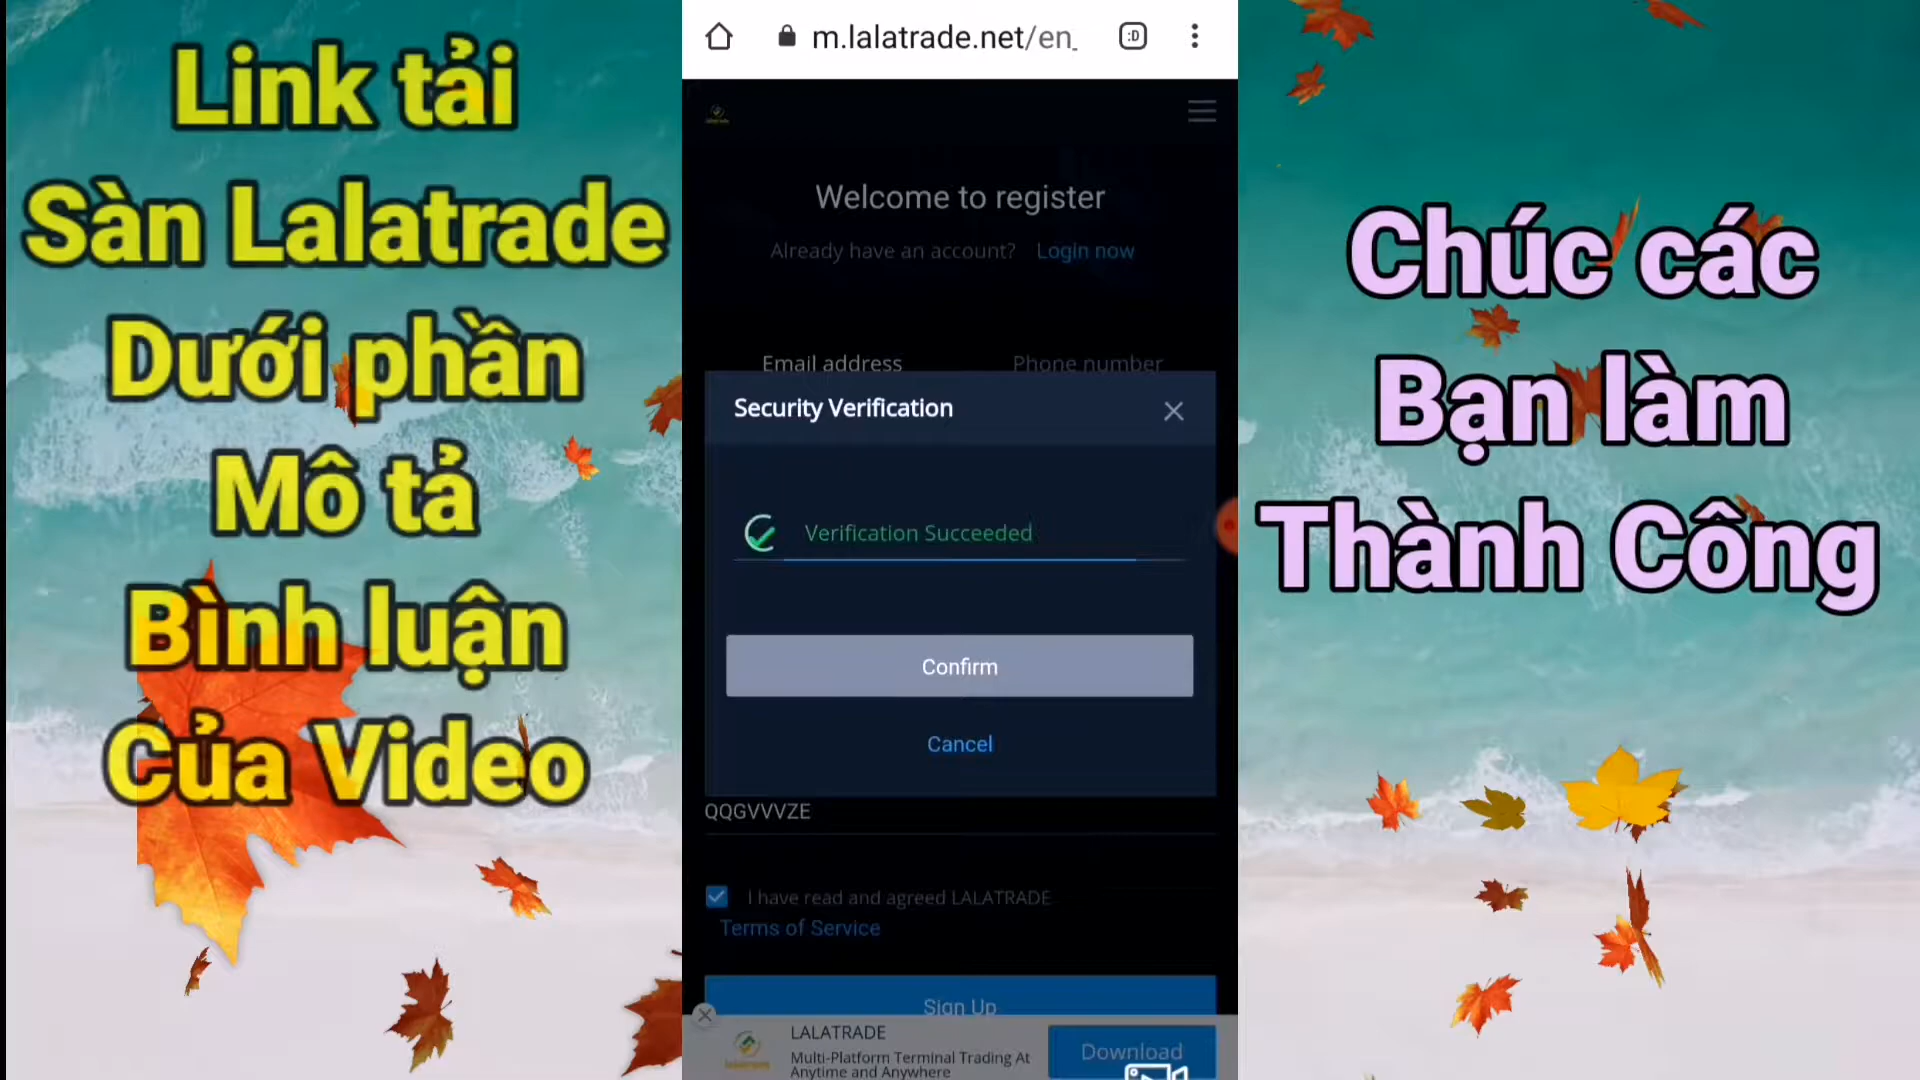 Link tải
Sàn Lalatrade
Dưới phần
Mô tả
Bình luận
Của Video
m.lalatrade.net/en_
:D
Welcome to register
Already have an account? Login now
Email address
Phone number
Security Verification
Verification Succeeded
Confirm
Cancel
QQGVVVZE
I have read and agreed LALATRADE
Terms of Service
Sign Up
LALATRADE
Multi-Platform Terminal Trading At
Anytime and Anywhere
Download
Chúc các
Bạn làm
Thành Công